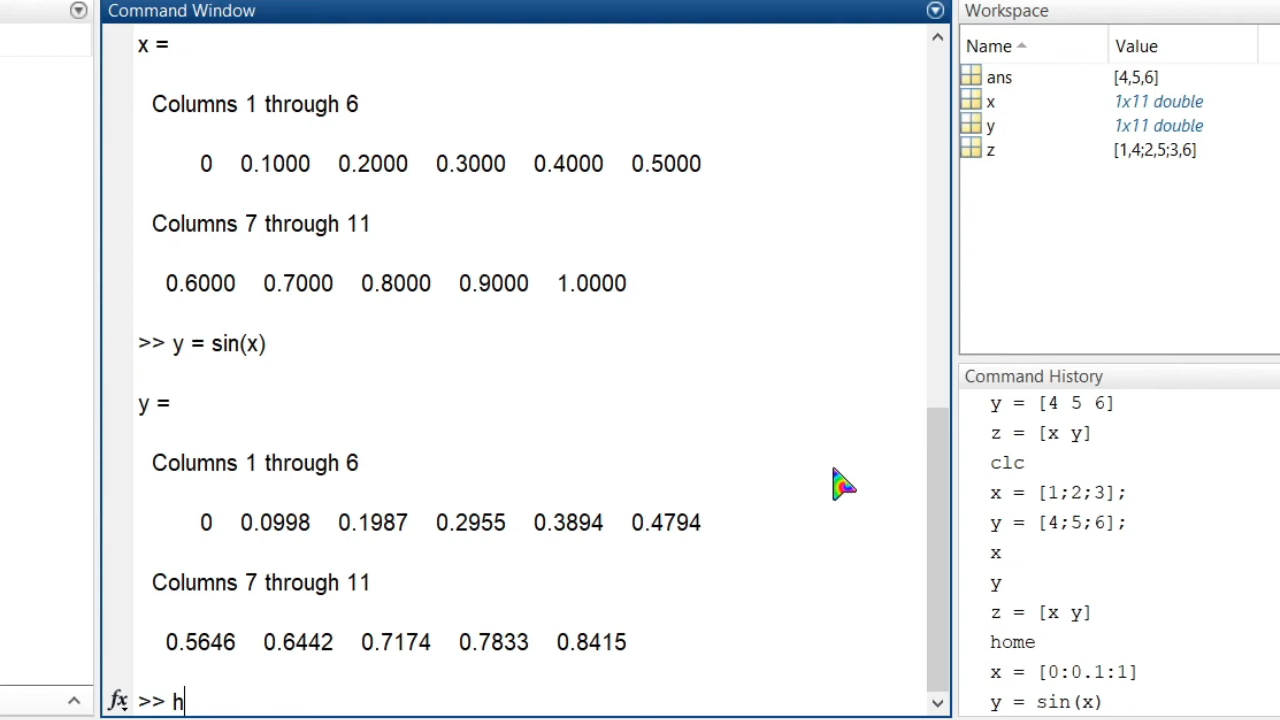 Command Window
x =
Columns 1 through 6
0 0.1000 0.2000 0.3000 0.4000 0.5000
Columns 7 through 11
0.6000 0.7000 0.8000 0.9000 1.0000
>> y = sin(x)
y =
Columns 1 through 6
0 0.0998 0.1987 0.2955 0.3894 0.4794
Columns 7 through 11
0.5646 0.6442 0.7174 0.7833 0.8415
fx >> h
Workspace
Name Value
ans [4,5,6]
x 1x11 double
y 1x11 double
z [1,4;2,5;3,6]
Command History
y = [4 5 6]
z = [x y]
clc
x = [1;2;3];
y = [4;5;6];
x
y
z = [x y]
home
x = [0:0.1:1]
y = sin(x)